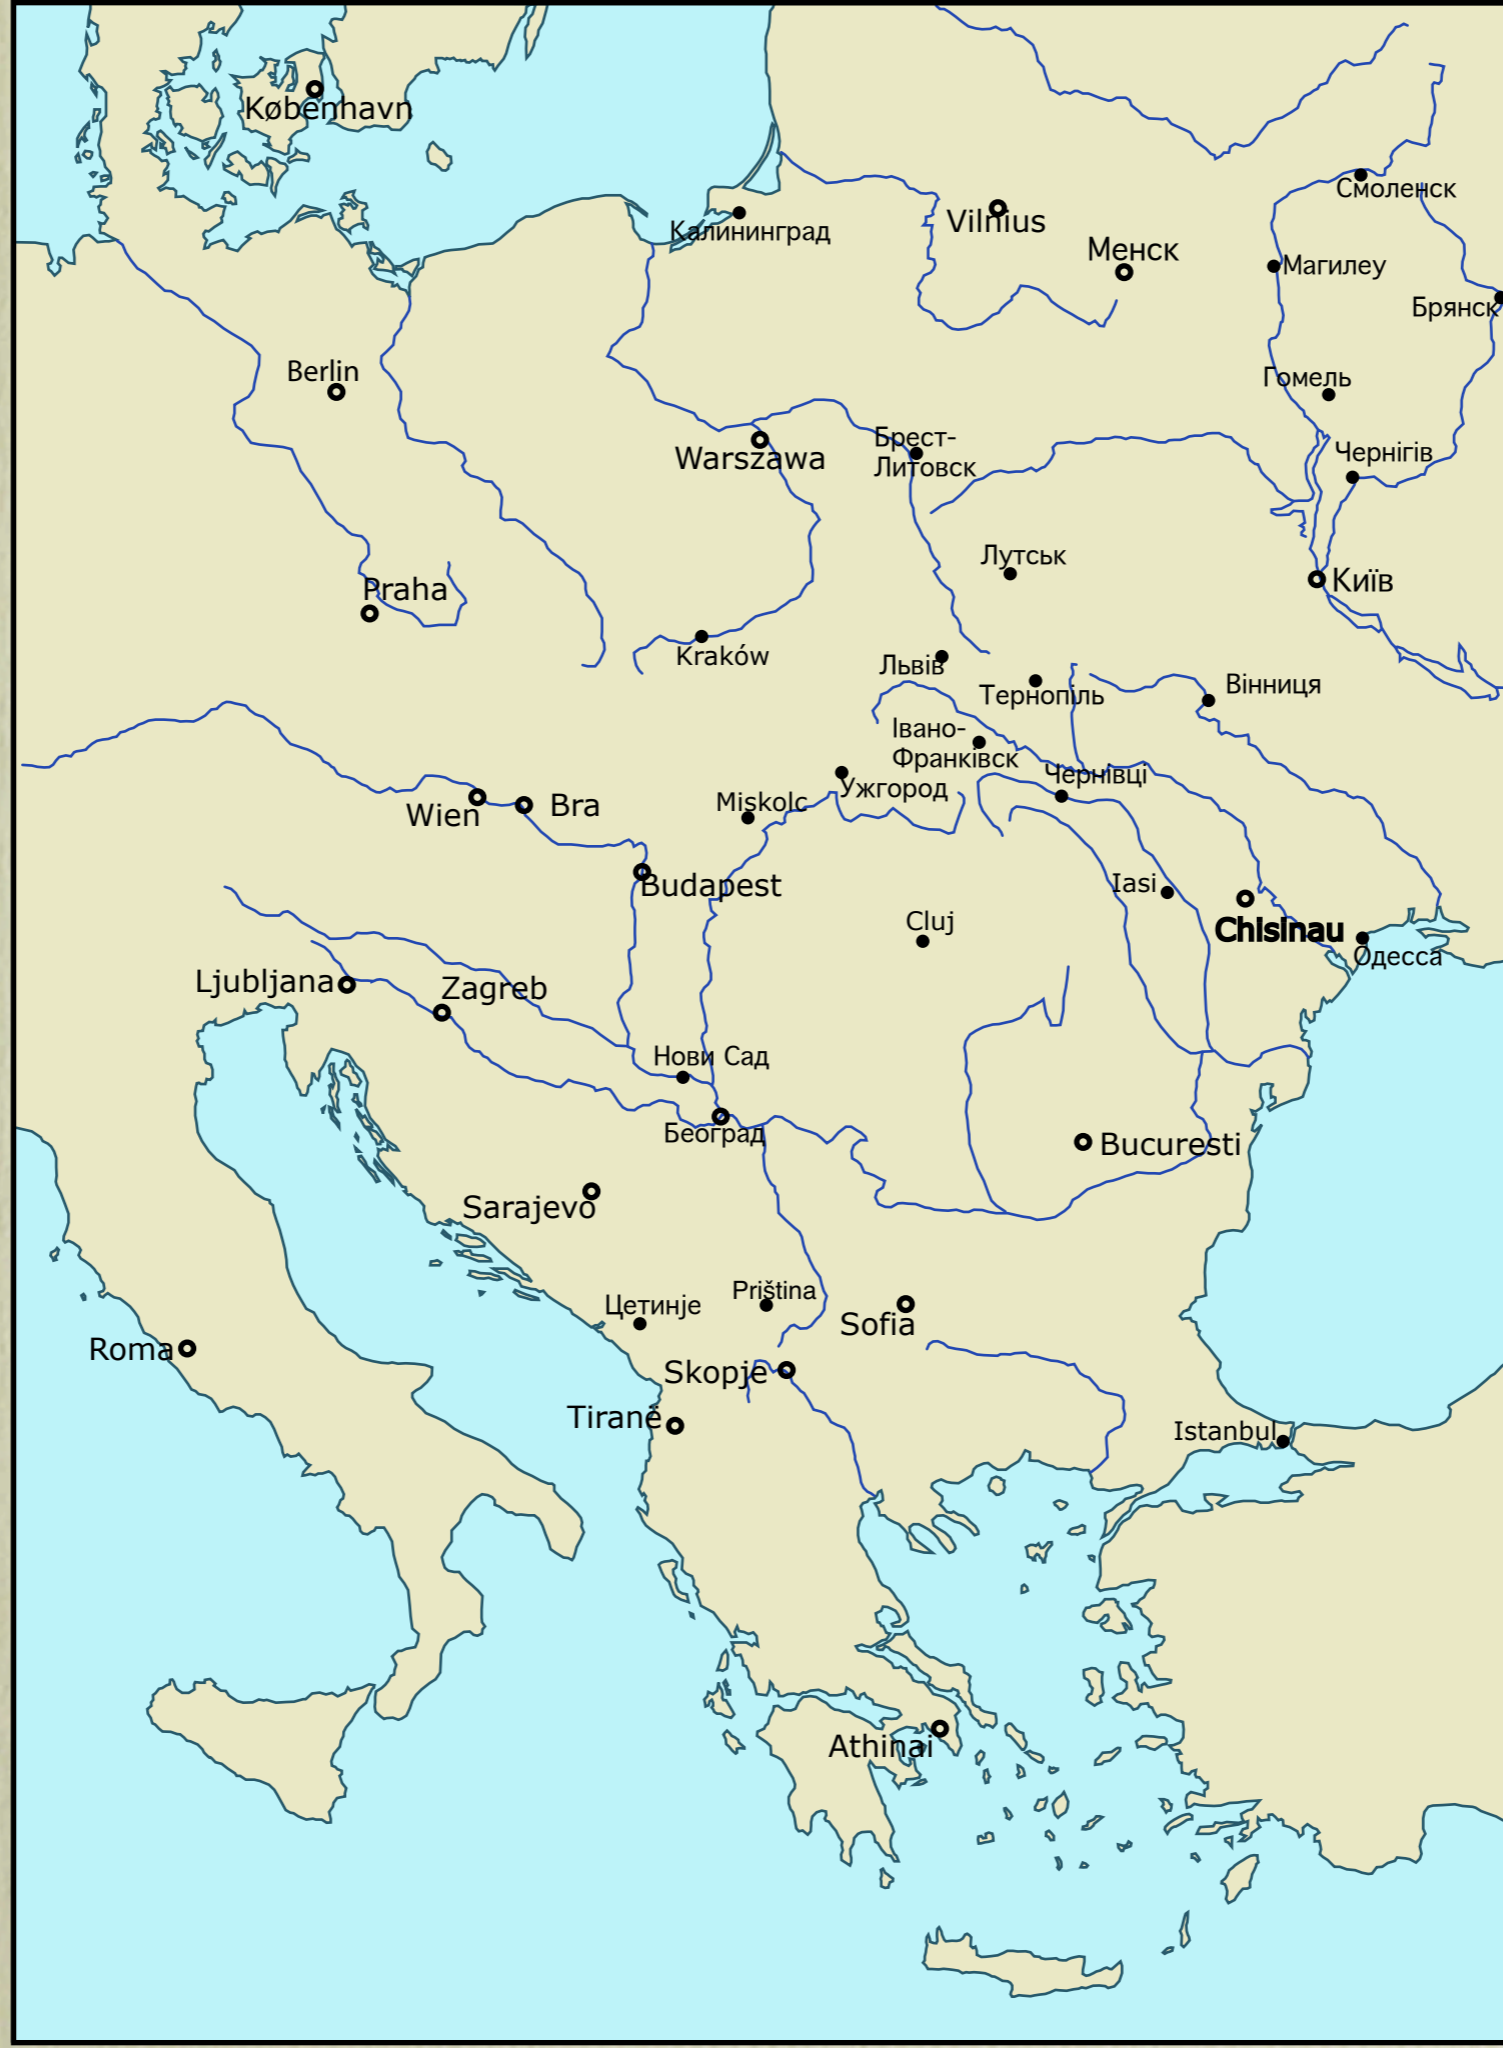 København
Смоленск
Vilnius
Калининград
Менск
Магилеу
Брянск
Berlin
Гомель
Warszawa
Брест-
Литовск
Чернігів
Лутськ
Київ
Praha
Kraków
Львів
Тернопіль
Вінниця
Івано-
Франківск
Чернівці
Ужгород
Miskolc
Wien
Bra
Budapest
Iasi
Cluj
Chisinau
Одесса
Ljubljana
Zagreb
Нови Сад
Београд
Bucuresti
Sarajevo
Priština
Цетинје
Sofia
Roma
Skopje
Tiranë
Istanbul
Athinai